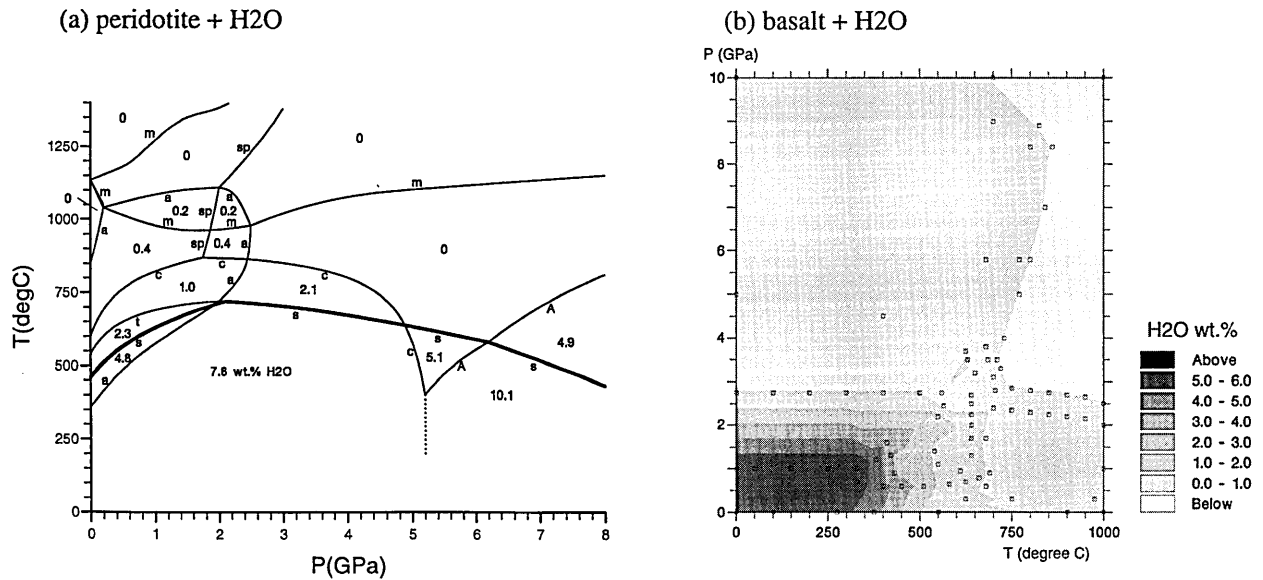 (a) peridotite + H2O
(b) basalt + H2O
P (GPa)
T(degC)
1250
1000
750
500
250
0
0
m
0
sp
0
m
0
m
a
a
0.2
sp
a
0.2
m
m
a
0.4
sp
0.4
a
0
c
c
c
1.0
a
2.1
A
t
s
2.3
s
4.9
4.8
s
c
5.1
A
s
a
7.6 wt.% H2O
10.1
0
1
2
3
4
5
6
7
8
P(GPa)
10
8
6
4
2
0
0
250
500
750
1000
T (degree C)
H2O wt.%
Above
5.0 - 6.0
4.0 - 5.0
3.0 - 4.0
2.0 - 3.0
1.0 - 2.0
0.0 - 1.0
Below